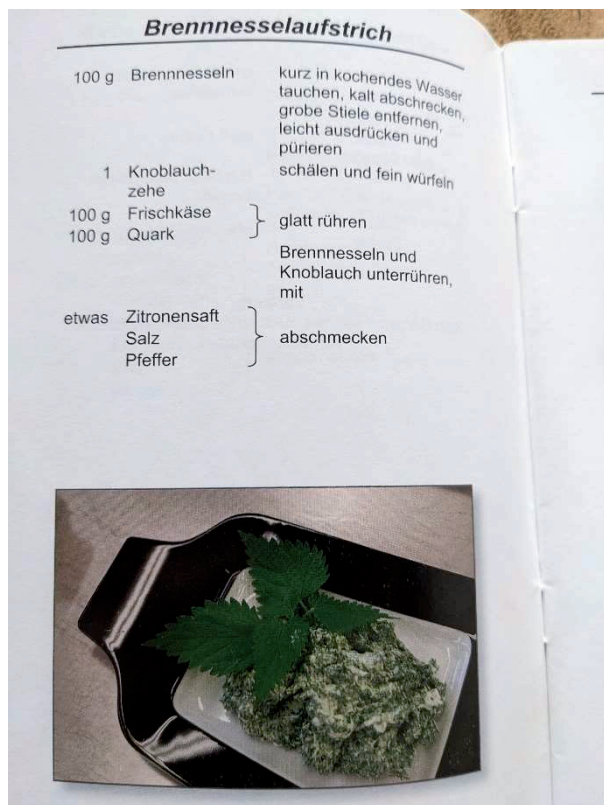 Brennnesselaufstrich
100 g Brennnesseln kurz in kochendes Wasser
tauchen, kalt abschrecken,
grobe Stiele entfernen,
leicht ausdrücken und
pürieren
1 Knoblauch- schälen und fein würfeln
zehe
100 g Frischkäse
glatt rühren
100 g Quark
Brennnesseln und
Knoblauch unterrühren,
mit
etwas Zitronensaft
Salz abschmecken
Pfeffer